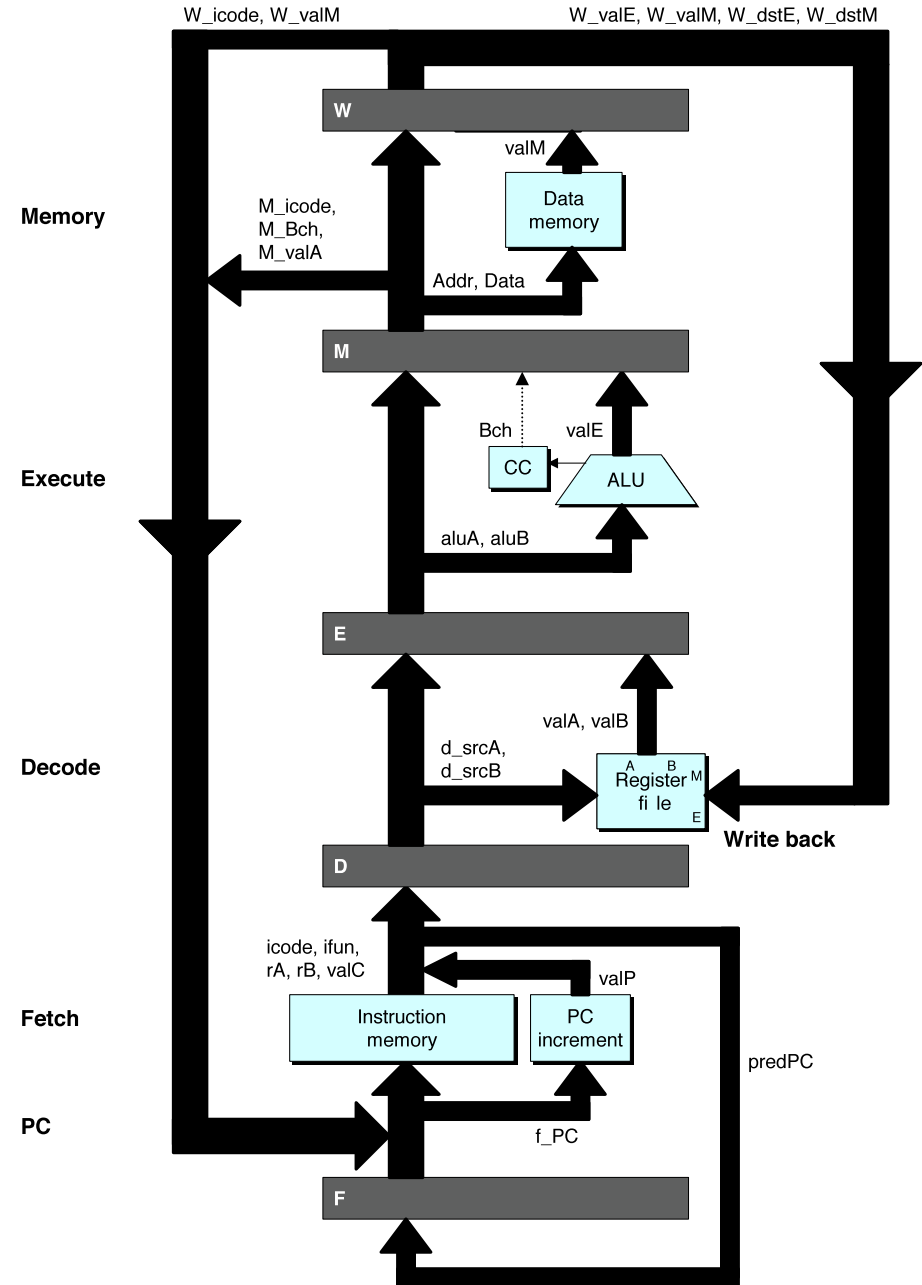 W_icode, W_valM
W_valE, W_valM, W_dstE, W_dstM
W
valM
Data
memory
Memory
M_icode,
M_Bch,
M_valA
Addr, Data
M
Bch
valE
CC
ALU
Execute
aluA, aluB
E
valA, valB
d_srcA,
d_srcB
Decode
A B
Register M
fi le
E
Write back
D
icode, ifun,
rA, rB, valC
valP
Fetch
Instruction
memory
PC
increment
predPC
PC
f_PC
F